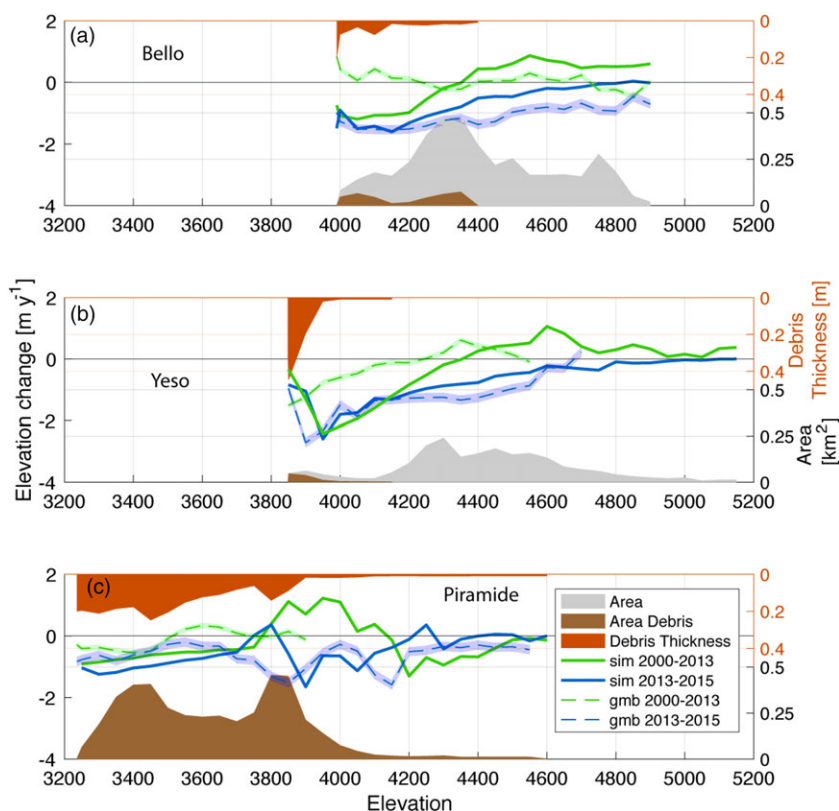 (a)
Bello
2
0
-2
-4
0
0.2
0.4
0.5
0.25
0
3200 3400 3600 3800 4000 4200 4400 4600 4800 5000 5200
(b)
Yeso
2
0
-2
-4
0
0.2
0.4
0.5
0.25
0
3200 3400 3600 3800 4000 4200 4400 4600 4800 5000 5200
Elevation change [m y-1]
Debris
Thickness [m]
Area
[km2]
(c)
Piramide
2
0
-2
-4
0
0.2
0.4
0.5
0.25
0
Area
Area Debris
Debris Thickness
sim 2000-2013
sim 2013-2015
gmb 2000-2013
gmb 2013-2015
3200 3400 3600 3800 4000 4200 4400 4600 4800 5000 5200
Elevation